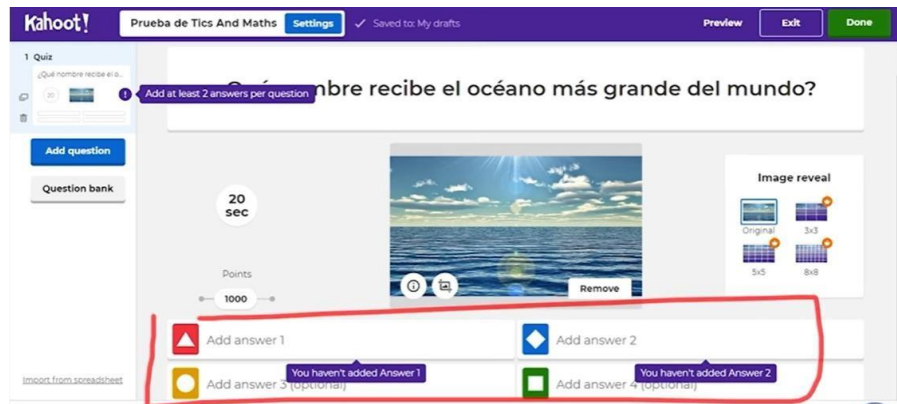 Kahoot!
Prueba de Tics And Maths
Settings
Saved to: My drafts
Preview
Exit
Done
1 Quiz
¿Qué nombre recibe el o...
20
Add at least 2 answers per question
mbre recibe el océano más grande del mundo?
Add question
Question bank
20
sec
Points
1000
Remove
Image reveal
Original
3x3
5x5
8x8
Add answer 1
Add answer 2
You haven't added Answer 1
You haven't added Answer 2
Add answer 3 (optional)
Add answer 4 (optional)
Import from spreadsheet